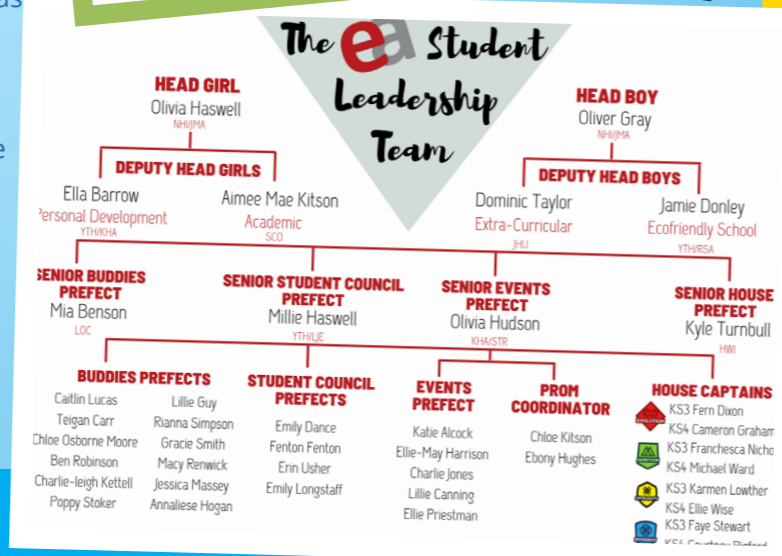 The ea Student
Leadership
Team
HEAD GIRL
Olivia Haswell
NHI/JMA
HEAD BOY
Oliver Gray
NHI/JMA
DEPUTY HEAD GIRLS
Ella Barrow
Personal Development
YTH/KHA
Aimee Mae Kitson
Academic
SCO
DEPUTY HEAD BOYS
Dominic Taylor
Extra-Curricular
JHU
Jamie Donley
Ecofriendly School
YTH/RSA
SENIOR BUDDIES
PREFECT
Mia Benson
LOC
SENIOR STUDENT COUNCIL
PREFECT
Millie Haswell
YTH/LJE
SENIOR EVENTS
PREFECT
Olivia Hudson
KHA/STR
SENIOR HOUSE
PREFECT
Kyle Turnbull
HWI
BUDDIES PREFECTS
Caitlin Lucas
Teigan Carr
Chloe Osborne Moore
Ben Robinson
Charlie-leigh Kettell
Poppy Stoker
Lillie Guy
Rianna Simpson
Gracie Smith
Macy Renwick
Jessica Massey
Annaliese Hogan
STUDENT COUNCIL
PREFECTS
Emily Dance
Fenton Fenton
Erin Usher
Emily Longstaff
EVENTS
PREFECT
Katie Alcock
Ellie-May Harrison
Charlie Jones
Lillie Canning
Ellie Priestman
PROM
COORDINATOR
Chloe Kitson
Ebony Hughes
HOUSE CAPTAINS
KS3 Fern Dixon
KS4 Cameron Graham
KS3 Franchesca
KS4 Michael Ward
KS3 Karmen Lowther
KS4 Ellie Wise
KS3 Faye Stewart